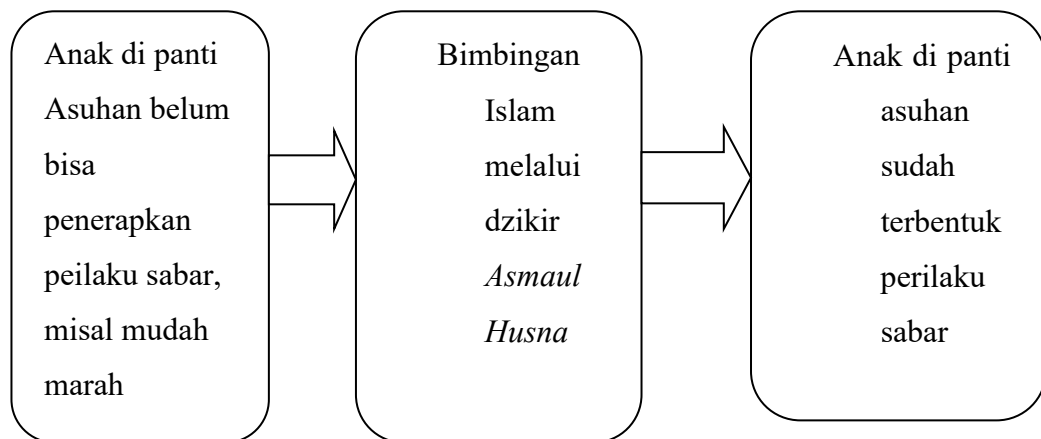 Anak di panti
Asuhan belum
bisa
penerapkan
peilaku sabar,
misal mudah
marah
Bimbingan
Islam
melalui
dzikir
Asmaul
Husna
Anak di panti
asuhan
sudah
terbentuk
perilaku
sabar